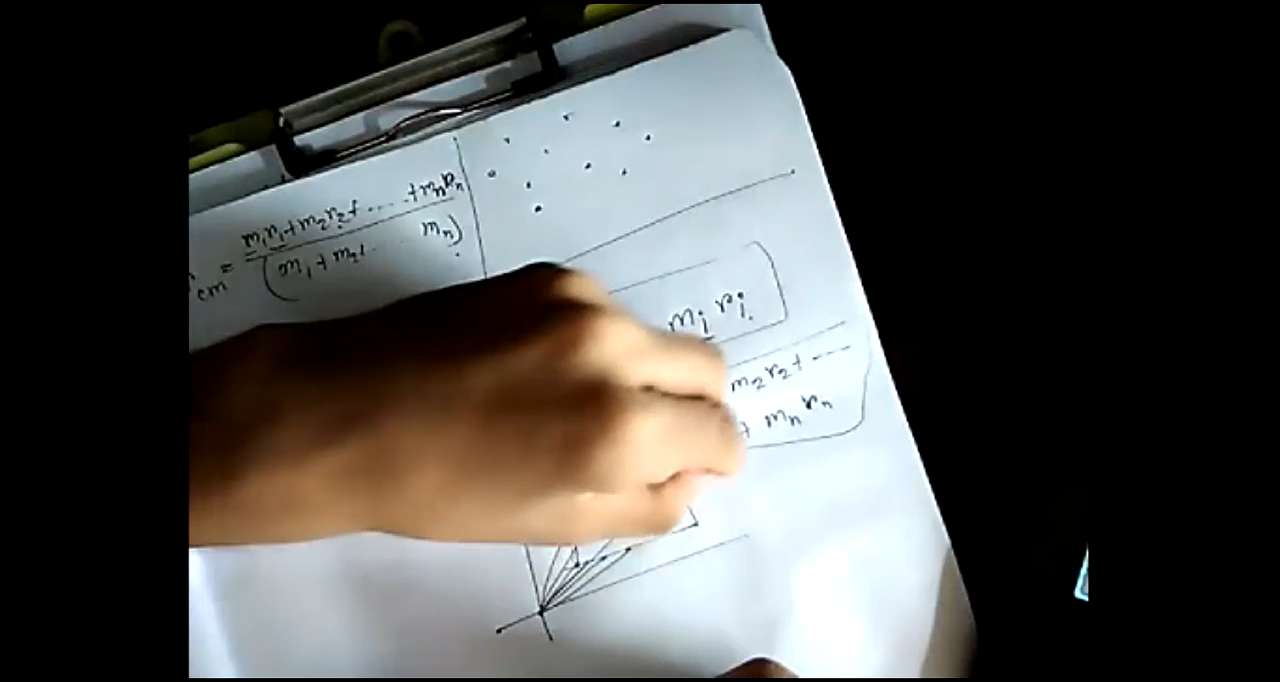 cm = m₁r₁ + m₂r₂ + .... + mₙrₙ
(m₁ + m₂ + ... mₙ)
mᵢ rᵢ
m₂r₂ + ....
+ mₙrₙ